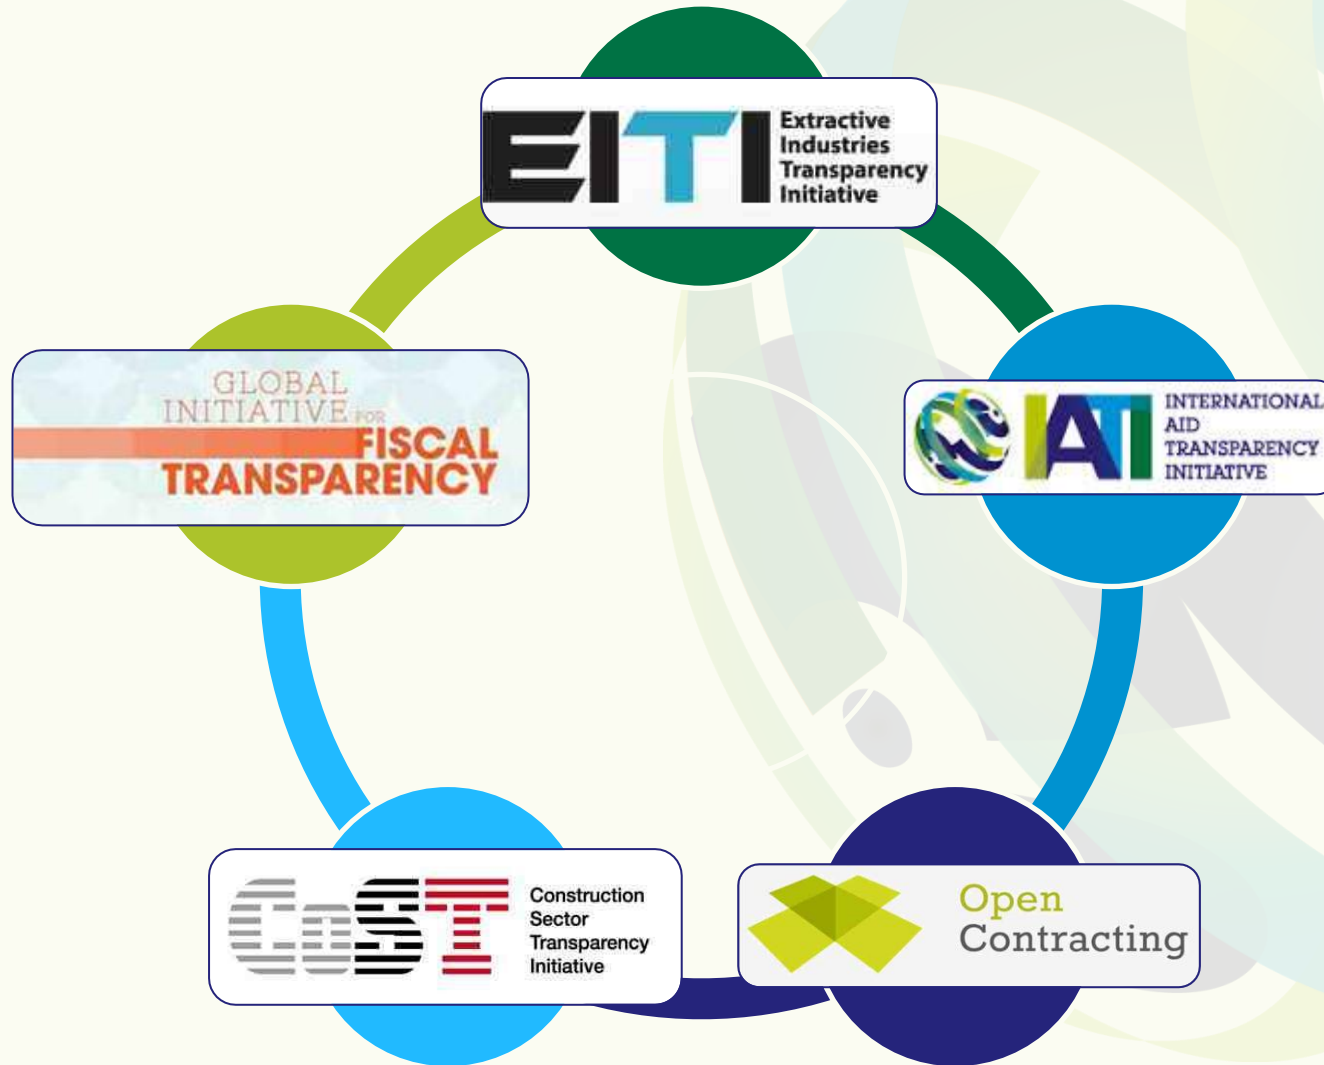 EITI
Extractive
Industries
Transparency
Initiative
GLOBAL
INITIATIVE FOR
FISCAL
TRANSPARENCY
IATI
INTERNATIONAL
AID
TRANSPARENCY
INITIATIVE
CoST
Construction
Sector
Transparency
Initiative
Open
Contracting